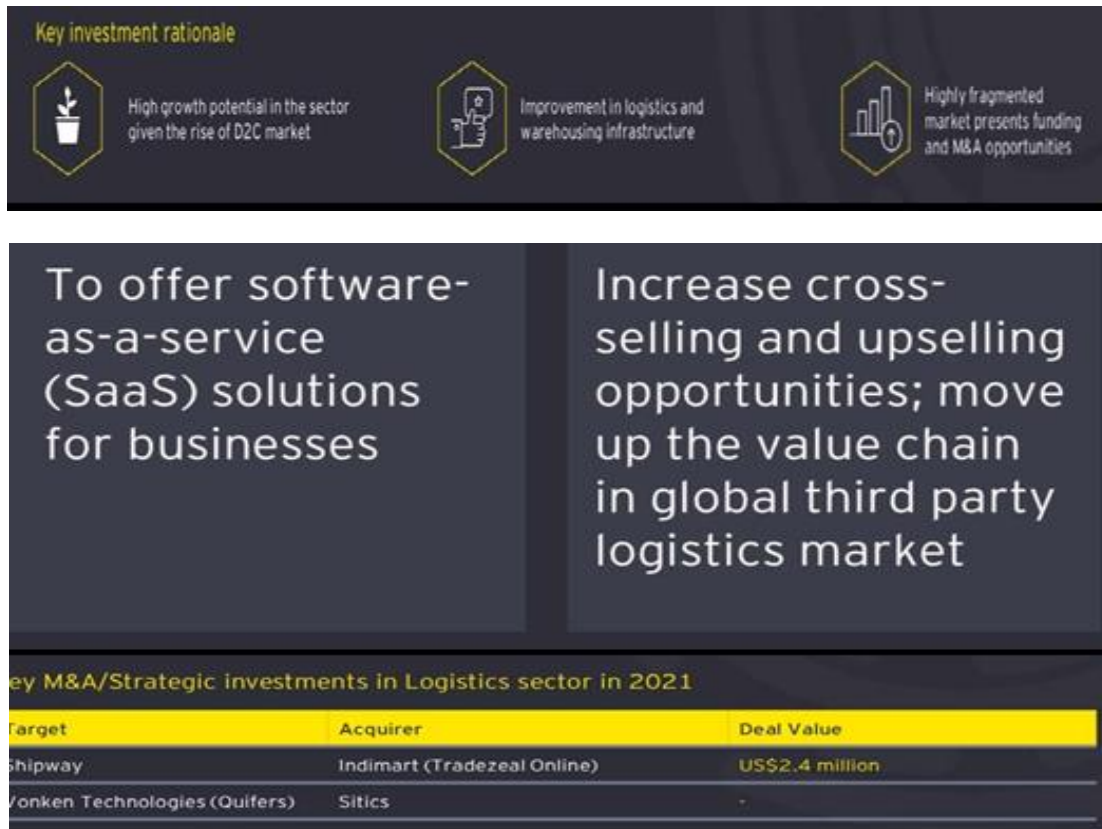 Key investment rationale
High growth potential in the sector
given the rise of D2C market
Improvement in logistics and
warehousing infrastructure
Highly fragmented
market presents funding
and M&A opportunities
To offer software-
as-a-service
(SaaS) solutions
for businesses
Increase cross-
selling and upselling
opportunities; move
up the value chain
in global third party
logistics market
ey M&A/Strategic investments in Logistics sector in 2021
Target Acquirer Deal Value
Shipway Indimart (Tradezeal Online) US$2.4 million
Vonken Technologies (Quifers) Sitics -